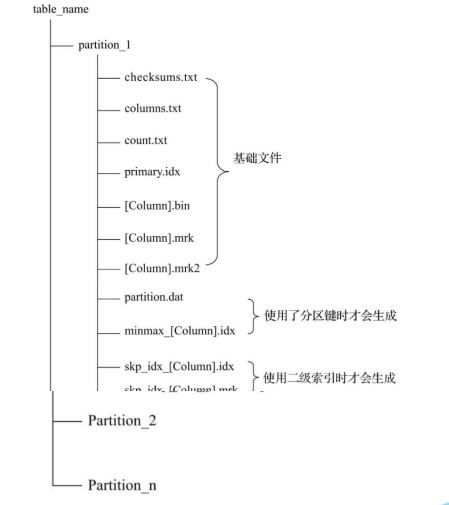 table_name
partition_1
checksums.txt
columns.txt
count.txt
primary.idx
[Column].bin
[Column].mrk
[Column].mrk2
基础文件
partition.dat
minmax_[Column].idx
使用了分区键时才会生成
skp_idx_[Column].idx
skp_idx_[Column].mrk
使用二级索引时才会生成
Partition_2
Partition_n